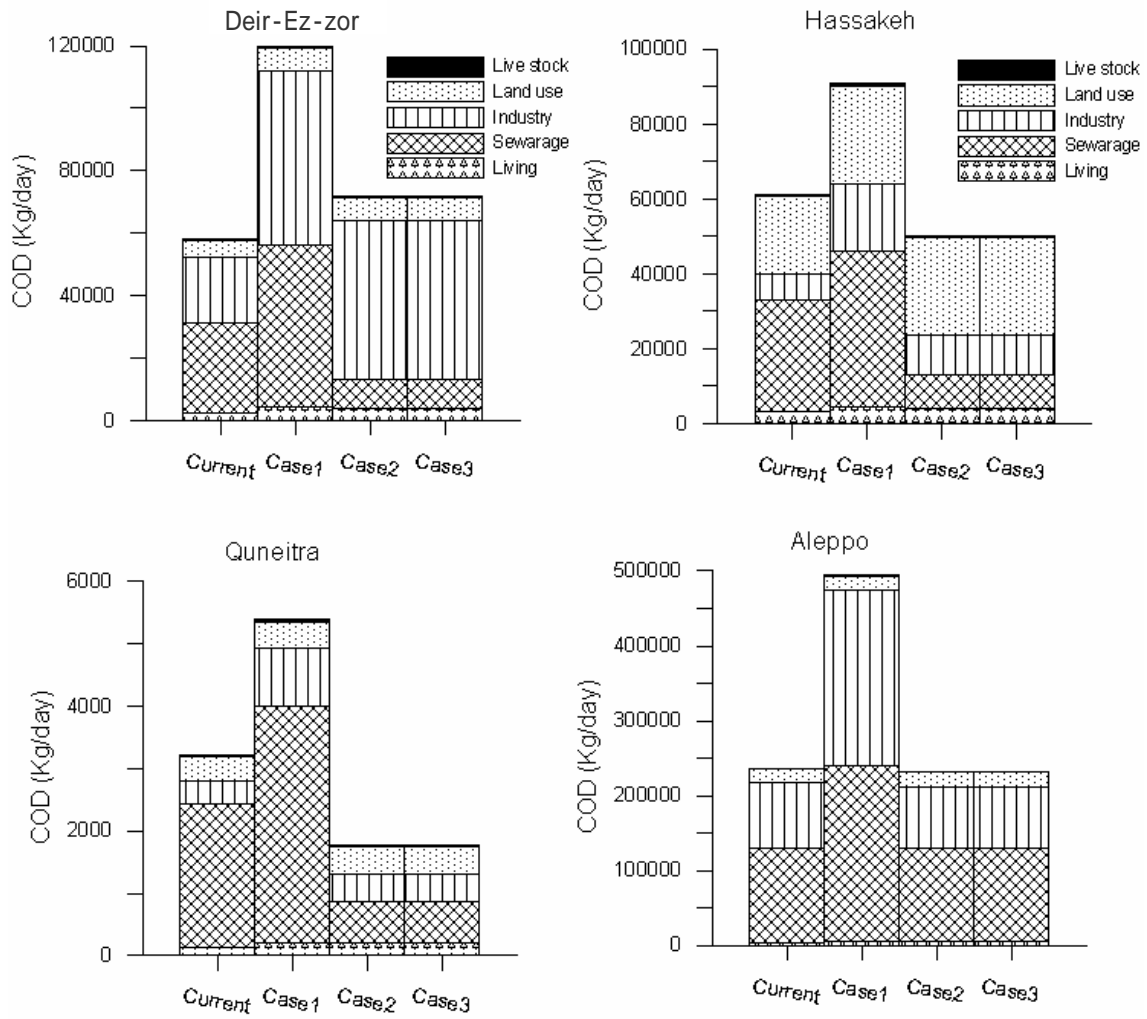 Deir-Ez-zor
120000
80000
40000
0
COD (Kg/day)
Live stock
Land use
Industry
Sewarage
Living
Current Case1 Case2 Case3
Hassakeh
100000
80000
60000
40000
20000
0
COD (Kg/day)
Live stock
Land use
Industry
Sewarage
Living
Current Case1 Case2 Case3
Quneitra
6000
4000
2000
0
COD (Kg/day)
Current Case1 Case2 Case3
Aleppo
500000
400000
300000
200000
100000
0
COD (Kg/day)
Current Case1 Case2 Case3